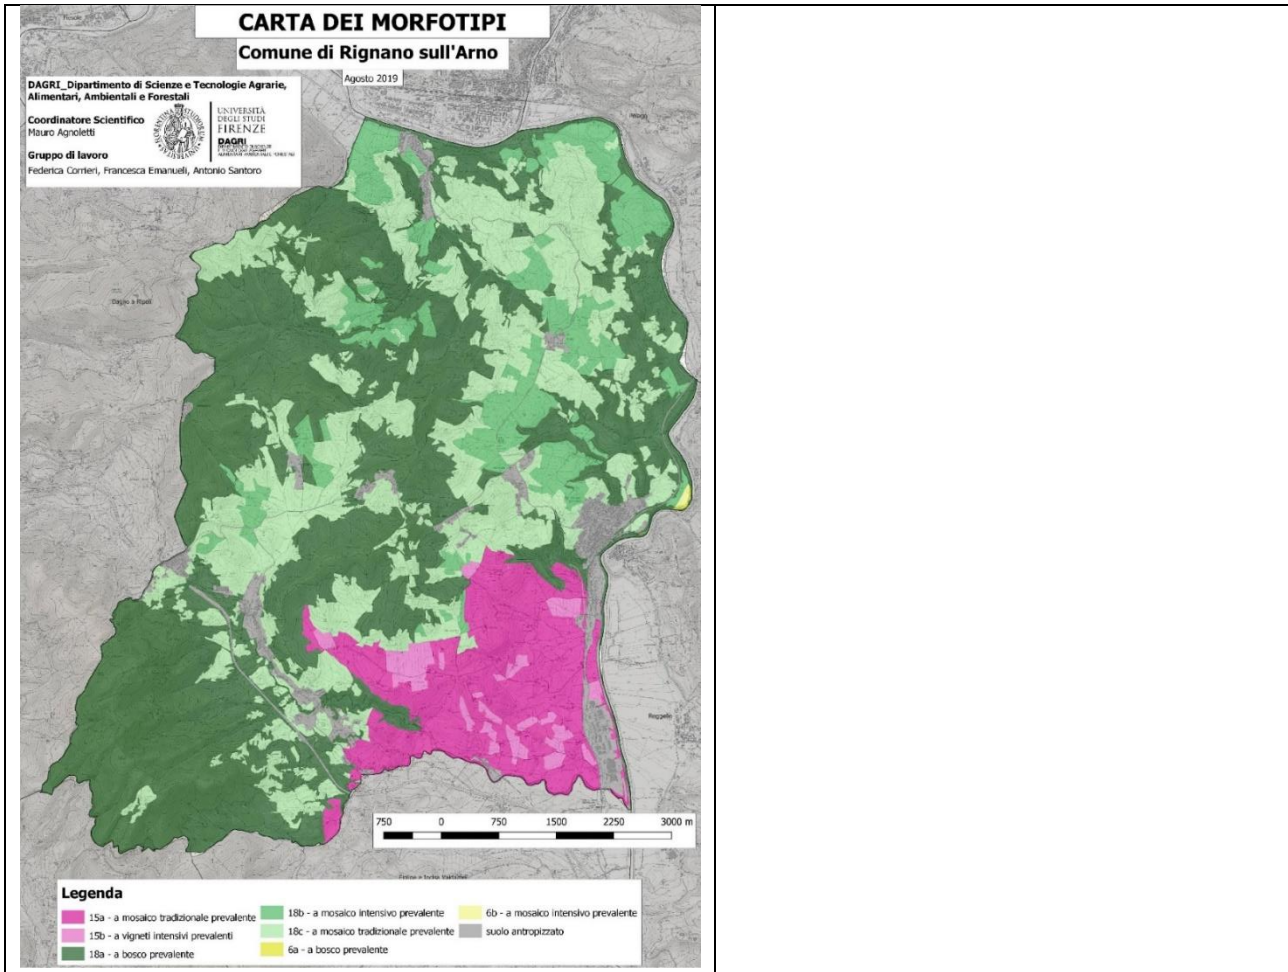 CARTA DEI MORFOTIPI
Comune di Rignano sull'Arno
Agosto 2019
DAGRI_Dipartimento di Scienze e Tecnologie Agrarie,
Alimentari, Ambientali e Forestali
Coordinatore Scientifico
Mauro Agnoletti
Gruppo di lavoro
Federica Corrieri, Francesca Emanueli, Antonio Santoro
UNIVERSITÀ
DEGLI STUDI
FIRENZE
DAGRI
Bagno a Ripoli
Reggello
750 0 750 1500 2250 3000 m
Legenda
15a - a mosaico tradizionale prevalente
15b - a vigneti intensivi prevalenti
18a - a bosco prevalente
18b - a mosaico intensivo prevalente
18c - a mosaico tradizionale prevalente
6a - a bosco prevalente
6b - a mosaico intensivo prevalente
suolo antropizzato